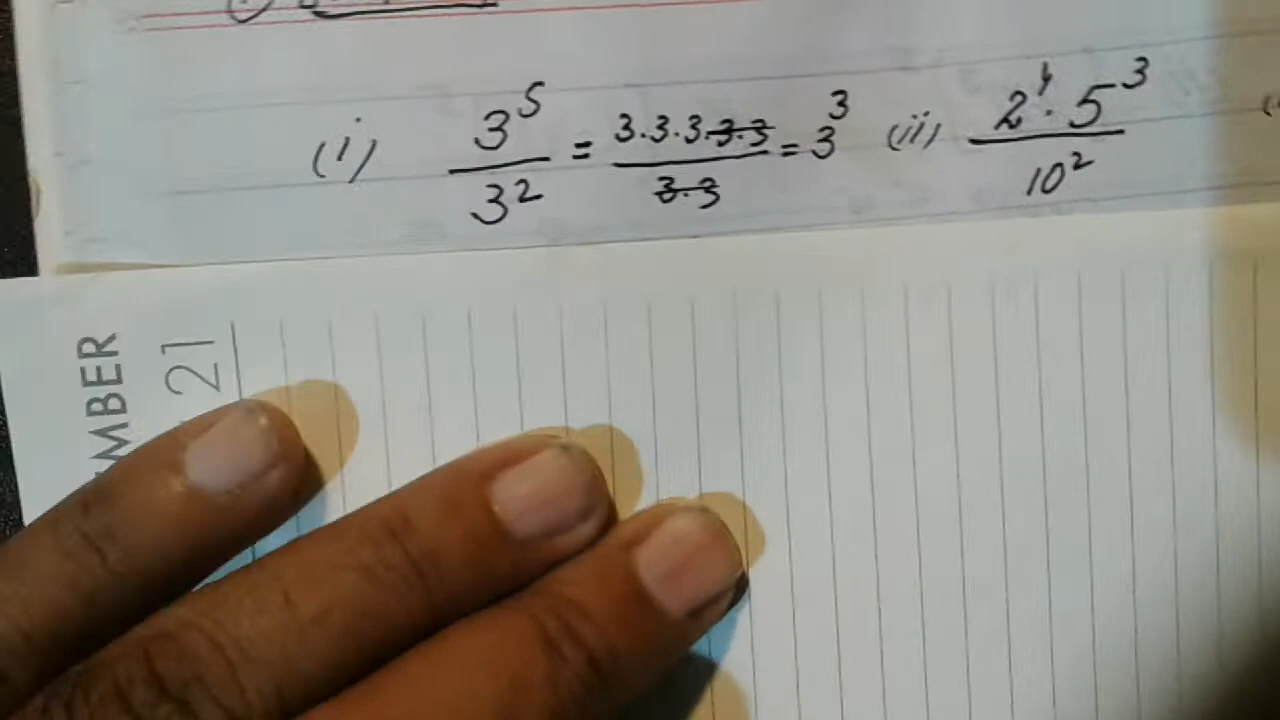 (i) 3^5 / 3^2 = 3.3.3.3.3 / 3.3 = 3^3 (ii) 2^4 . 5^3 / 10^2
MBER
21